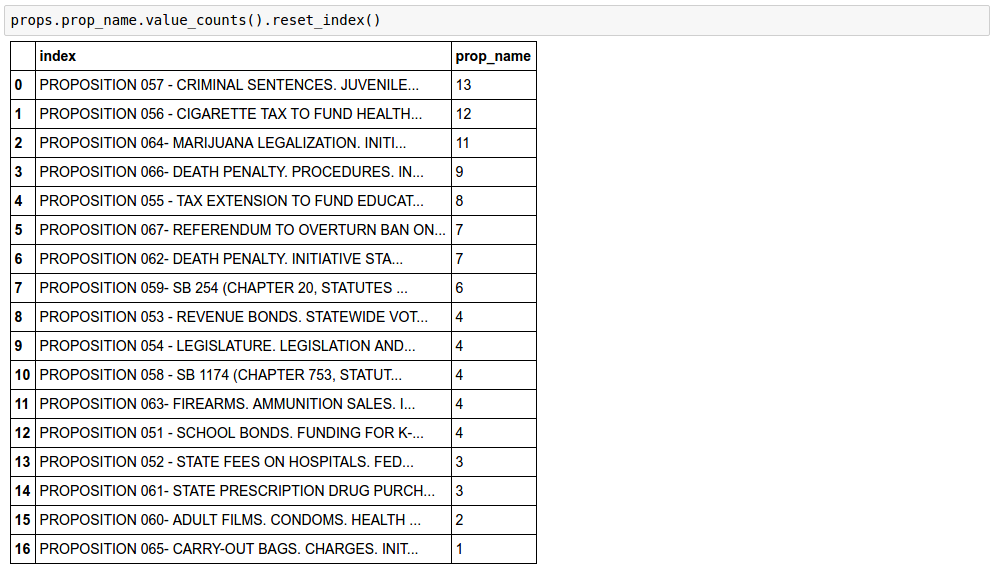 props.prop_name.value_counts().reset_index()
index prop_name
0 PROPOSITION 057 - CRIMINAL SENTENCES. JUVENILE... 13
1 PROPOSITION 056 - CIGARETTE TAX TO FUND HEALTH... 12
2 PROPOSITION 064- MARIJUANA LEGALIZATION. INITI... 11
3 PROPOSITION 066- DEATH PENALTY. PROCEDURES. IN... 9
4 PROPOSITION 055 - TAX EXTENSION TO FUND EDUCAT... 8
5 PROPOSITION 067- REFERENDUM TO OVERTURN BAN ON... 7
6 PROPOSITION 062- DEATH PENALTY. INITIATIVE STA... 7
7 PROPOSITION 059- SB 254 (CHAPTER 20, STATUTES ... 6
8 PROPOSITION 053 - REVENUE BONDS. STATEWIDE VOT... 4
9 PROPOSITION 054 - LEGISLATURE. LEGISLATION AND... 4
10 PROPOSITION 058 - SB 1174 (CHAPTER 753, STATUT... 4
11 PROPOSITION 063- FIREARMS. AMMUNITION SALES. I... 4
12 PROPOSITION 051 - SCHOOL BONDS. FUNDING FOR K-... 4
13 PROPOSITION 052 - STATE FEES ON HOSPITALS. FED... 3
14 PROPOSITION 061- STATE PRESCRIPTION DRUG PURCH... 3
15 PROPOSITION 060- ADULT FILMS. CONDOMS. HEALTH ... 2
16 PROPOSITION 065- CARRY-OUT BAGS. CHARGES. INIT... 1